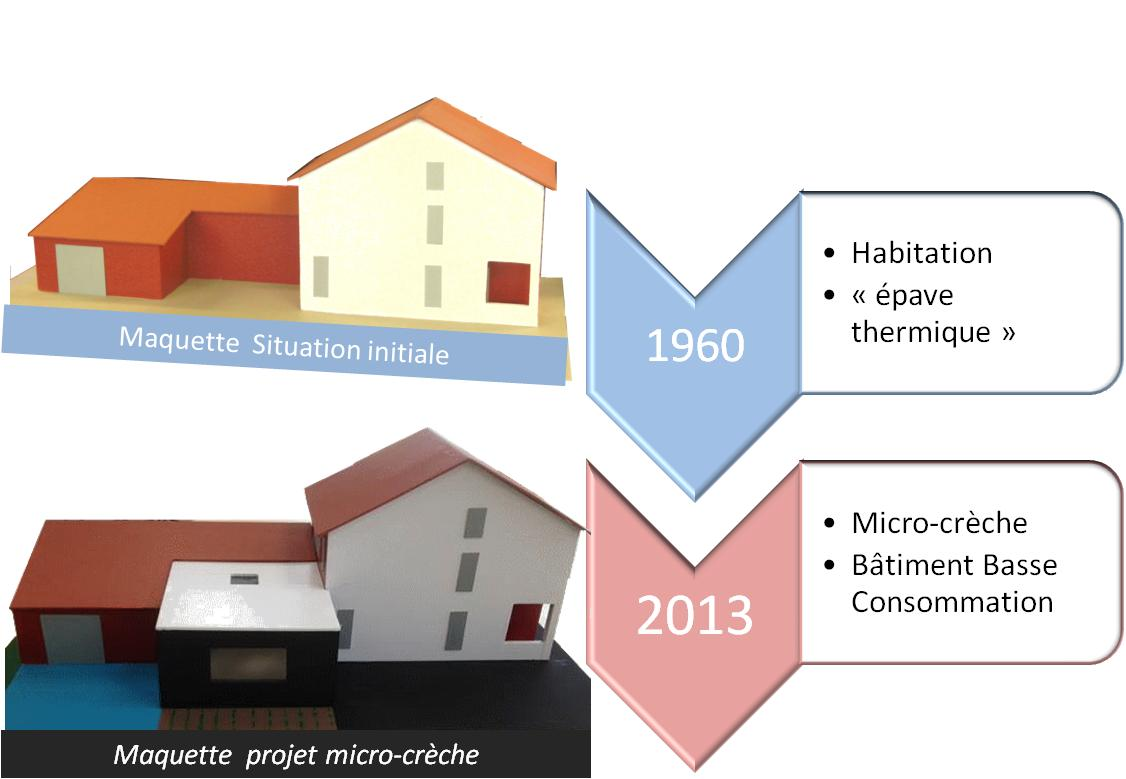 Maquette Situation initiale
1960
• Habitation
• « épave
thermique »
2013
• Micro-crèche
• Bâtiment Basse
Consommation
Maquette projet micro-crèche